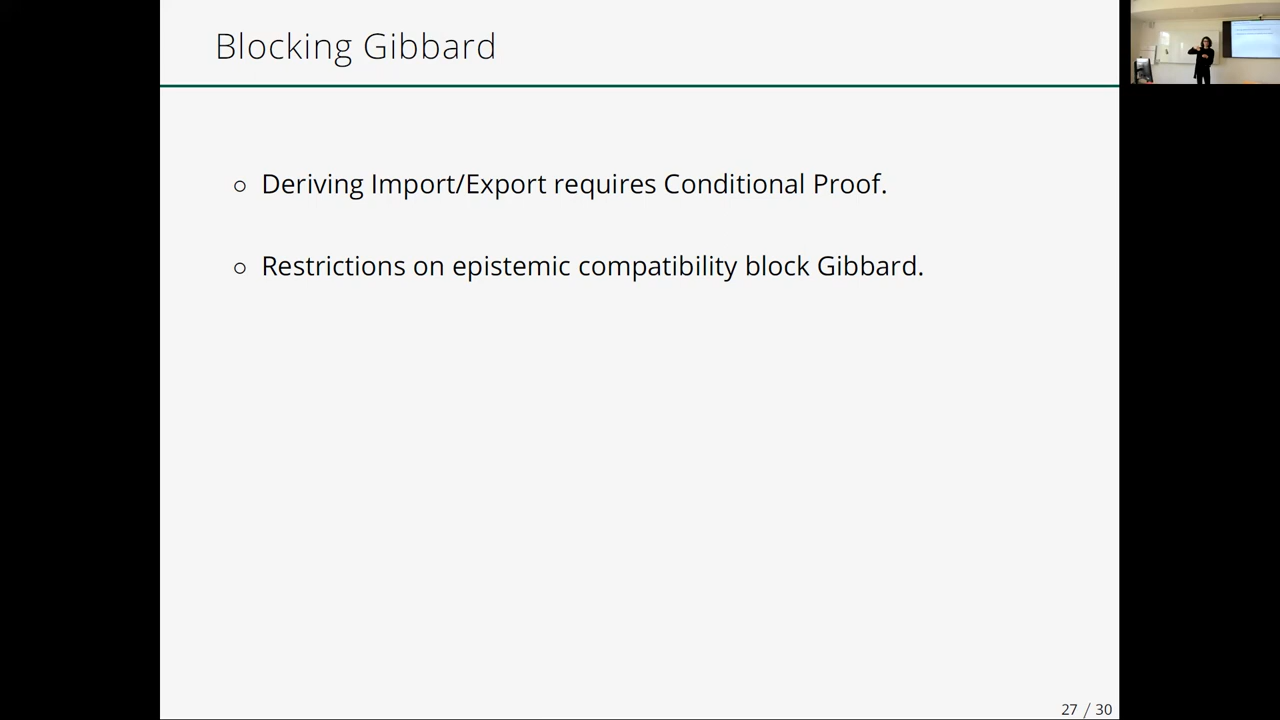 Blocking Gibbard
Deriving Import/Export requires Conditional Proof.
Restrictions on epistemic compatibility block Gibbard.
27 / 30